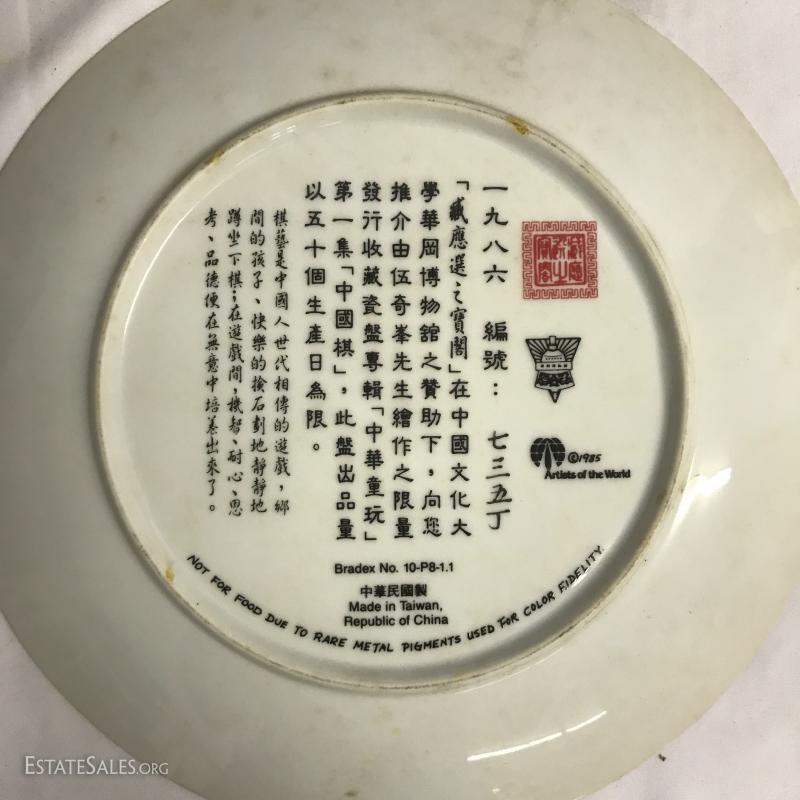 一九八六 編號：七三五丁
「臧應選之寶閣」在中國文化大
學華岡博物館之贊助下，向您
推介由伍奇峯先生繪作之限量
發行收藏瓷盤專輯「中華童玩」
第一集「中國棋」，此盤出品量
以五十個生產日為限。
棋藝是中國人世代相傳的遊戲，鄉
間的孩子、快樂的撿石劃地靜靜地
蹲坐下棋；在遊戲間，機智、耐心、思
考、品德便在無意中培養出來了。
©1985
Artists of the World
Bradex No. 10-P8-1.1
中華民國製
Made in Taiwan,
Republic of China
NOT FOR FOOD DUE TO RARE METAL PIGMENTS USED FOR COLOR FIDELITY.
ESTATESALES.ORG